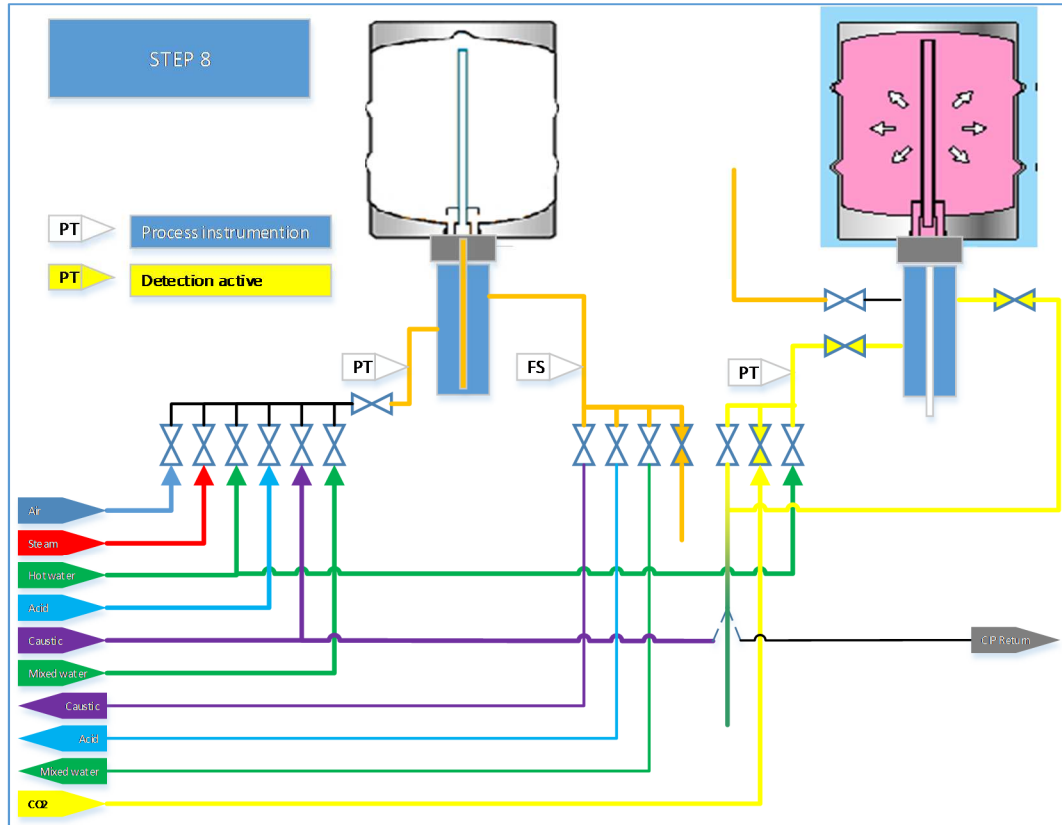 STEP 8
PT
Process instrumention
PT
Detection active
PT
FS
PT
Air
Steam
Hot water
Acid
Caustic
CIP Return
Mixed water
Caustic
Acid
Mixed water
CO2